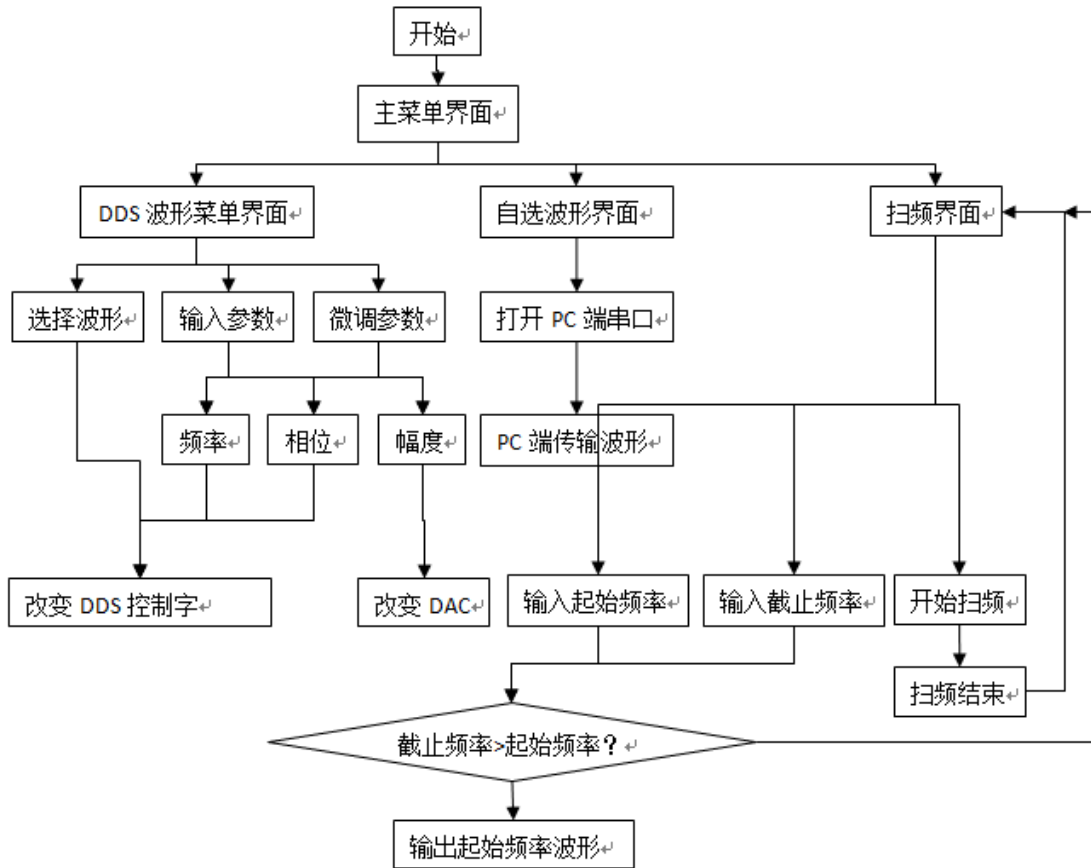 开始
主菜单界面
DDS 波形菜单界面
自选波形界面
扫频界面
选择波形
输入参数
微调参数
打开 PC 端串口
频率
相位
幅度
PC 端传输波形
改变 DDS 控制字
改变 DAC
输入起始频率
输入截止频率
开始扫频
扫频结束
截止频率>起始频率？
输出起始频率波形